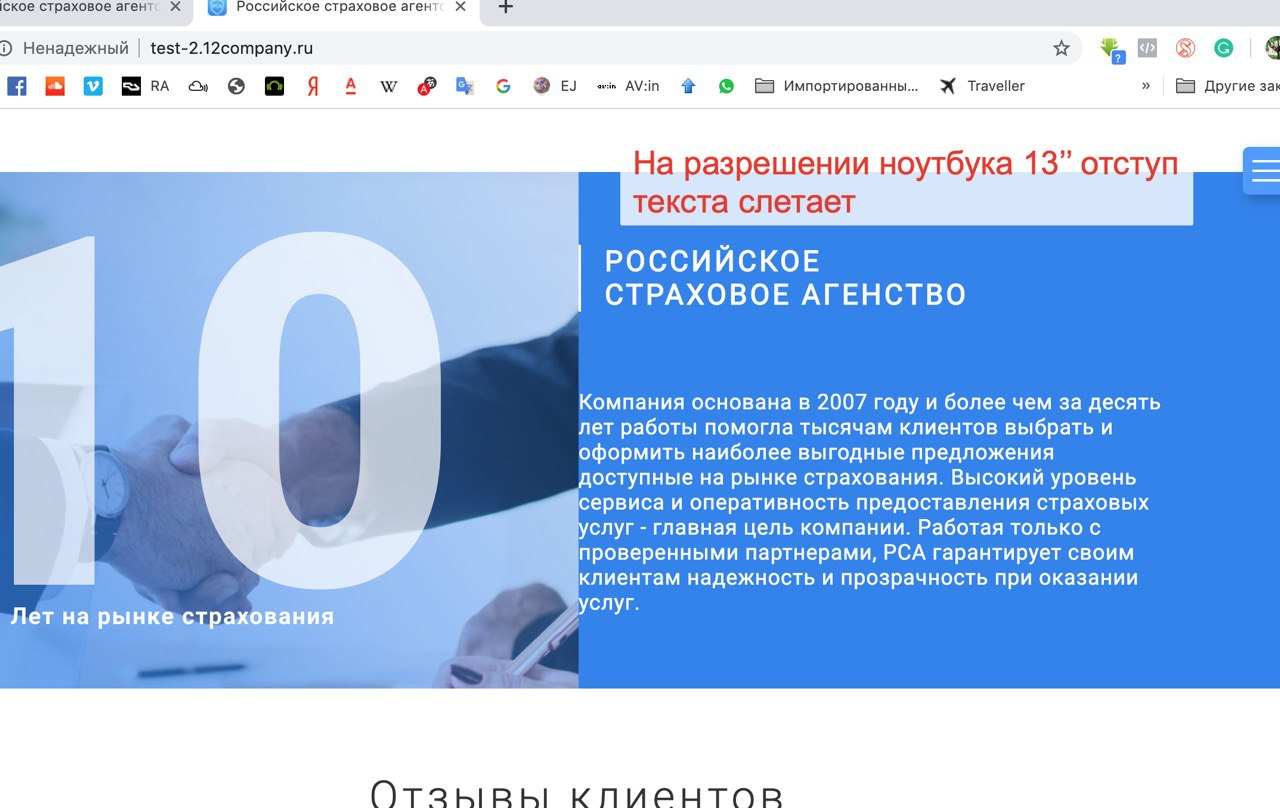 йское страховое агентс
Российское страховое агентс
Ненадежный
test-2.12company.ru
RA
EJ
AV:in
Импортированны...
Traveller
»
Другие зак
На разрешении ноутбука 13’’ отступ
текста слетает
10
РОССИЙСКОЕ
СТРАХОВОЕ АГЕНСТВО
Компания основана в 2007 году и более чем за десять
лет работы помогла тысячам клиентов выбрать и
оформить наиболее выгодные предложения
доступные на рынке страхования. Высокий уровень
сервиса и оперативность предоставления страховых
услуг - главная цель компании. Работая только с
проверенными партнерами, РСА гарантирует своим
клиентам надежность и прозрачность при оказании
услуг.
Лет на рынке страхования
Отзывы клиентов